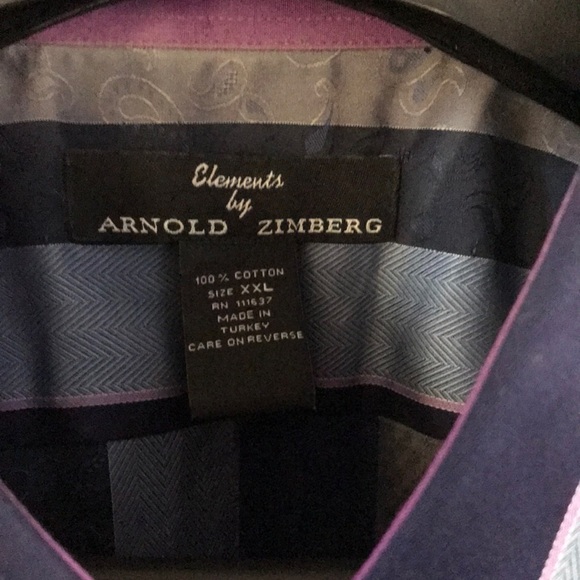 Elements
by
ARNOLD ZIMBERG
100% COTTON
SIZE XXL
RN 111637
MADE IN
TURKEY
CARE ON REVERSE